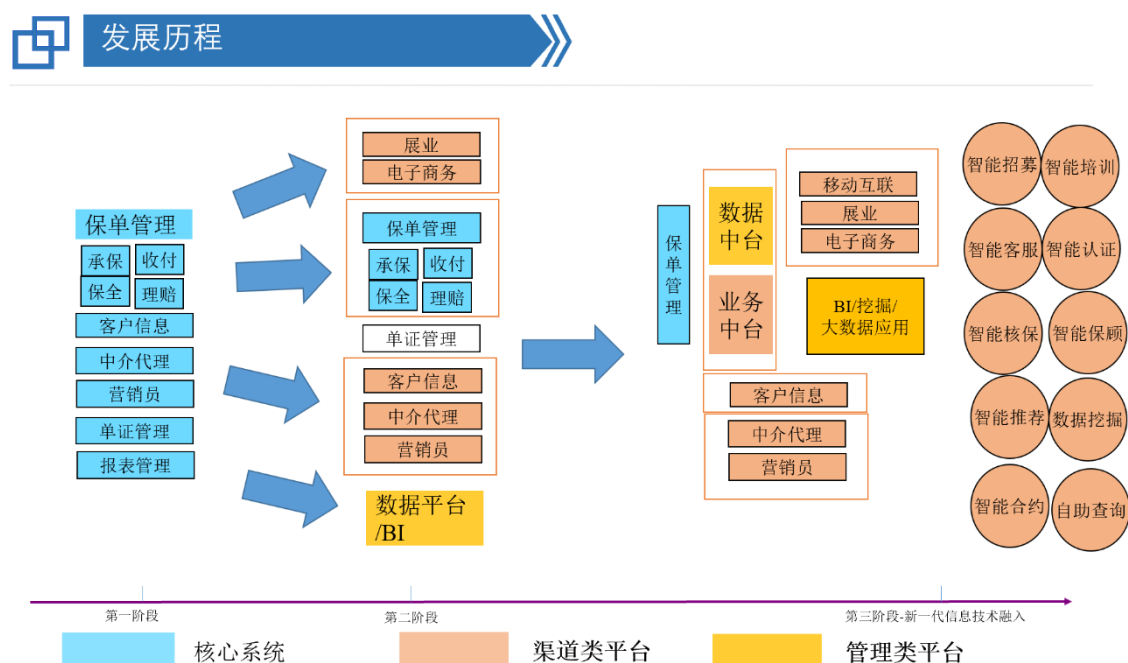 发展历程
保单管理
承保
收付
保全
理赔
客户信息
中介代理
营销员
单证管理
报表管理
展业
电子商务
保单管理
承保
收付
保全
理赔
单证管理
客户信息
中介代理
营销员
数据平台
/BI
保
单
管
理
数据
中台
业务
中台
移动互联
展业
电子商务
BI/挖掘/
大数据应用
客户信息
中介代理
营销员
智能招募
智能培训
智能客服
智能认证
智能核保
智能保顾
智能推荐
数据挖掘
智能合约
自助查询
第一阶段
第二阶段
第三阶段-新一代信息技术融入
核心系统
渠道类平台
管理类平台